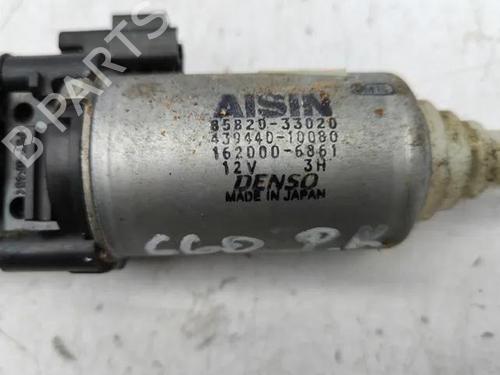 AISIN
85820-33020
439440-10080
162000-6861
12V 3H
DENSO
MADE IN JAPAN
B-PARTS